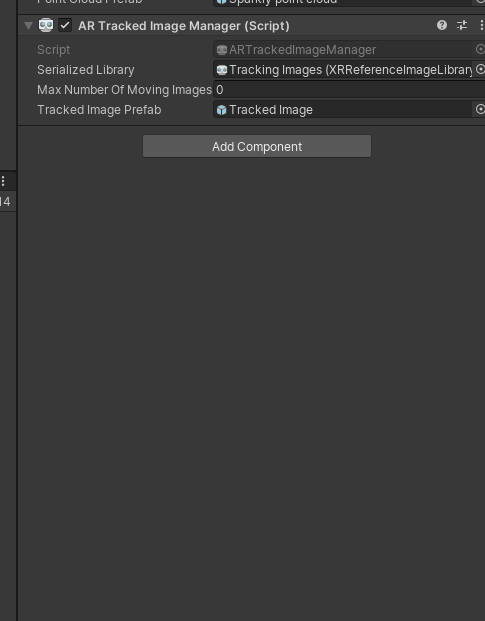 Point Cloud Prefab Sparkly point cloud
AR Tracked Image Manager (Script)
Script ARTrackedImageManager
Serialized Library Tracking Images (XRReferenceImageLibrary
Max Number Of Moving Images 0
Tracked Image Prefab Tracked Image
Add Component
14